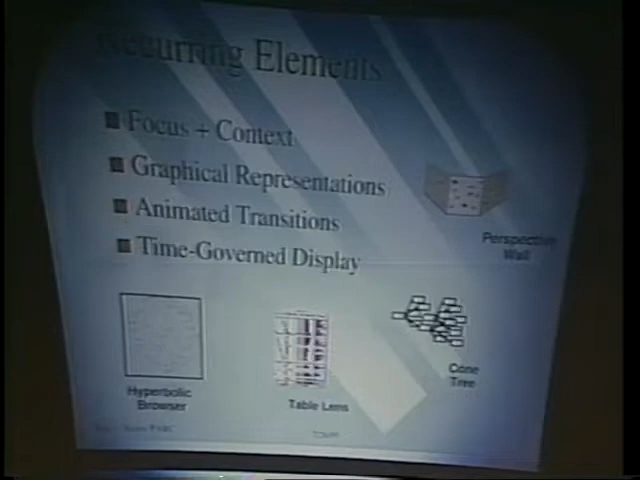 Recurring Elements
Focus + Context
Graphical Representations
Animated Transitions
Time-Governed Display
Perspective
Wall
Cone
Tree
Hyperbolic
Browser
Table Lens